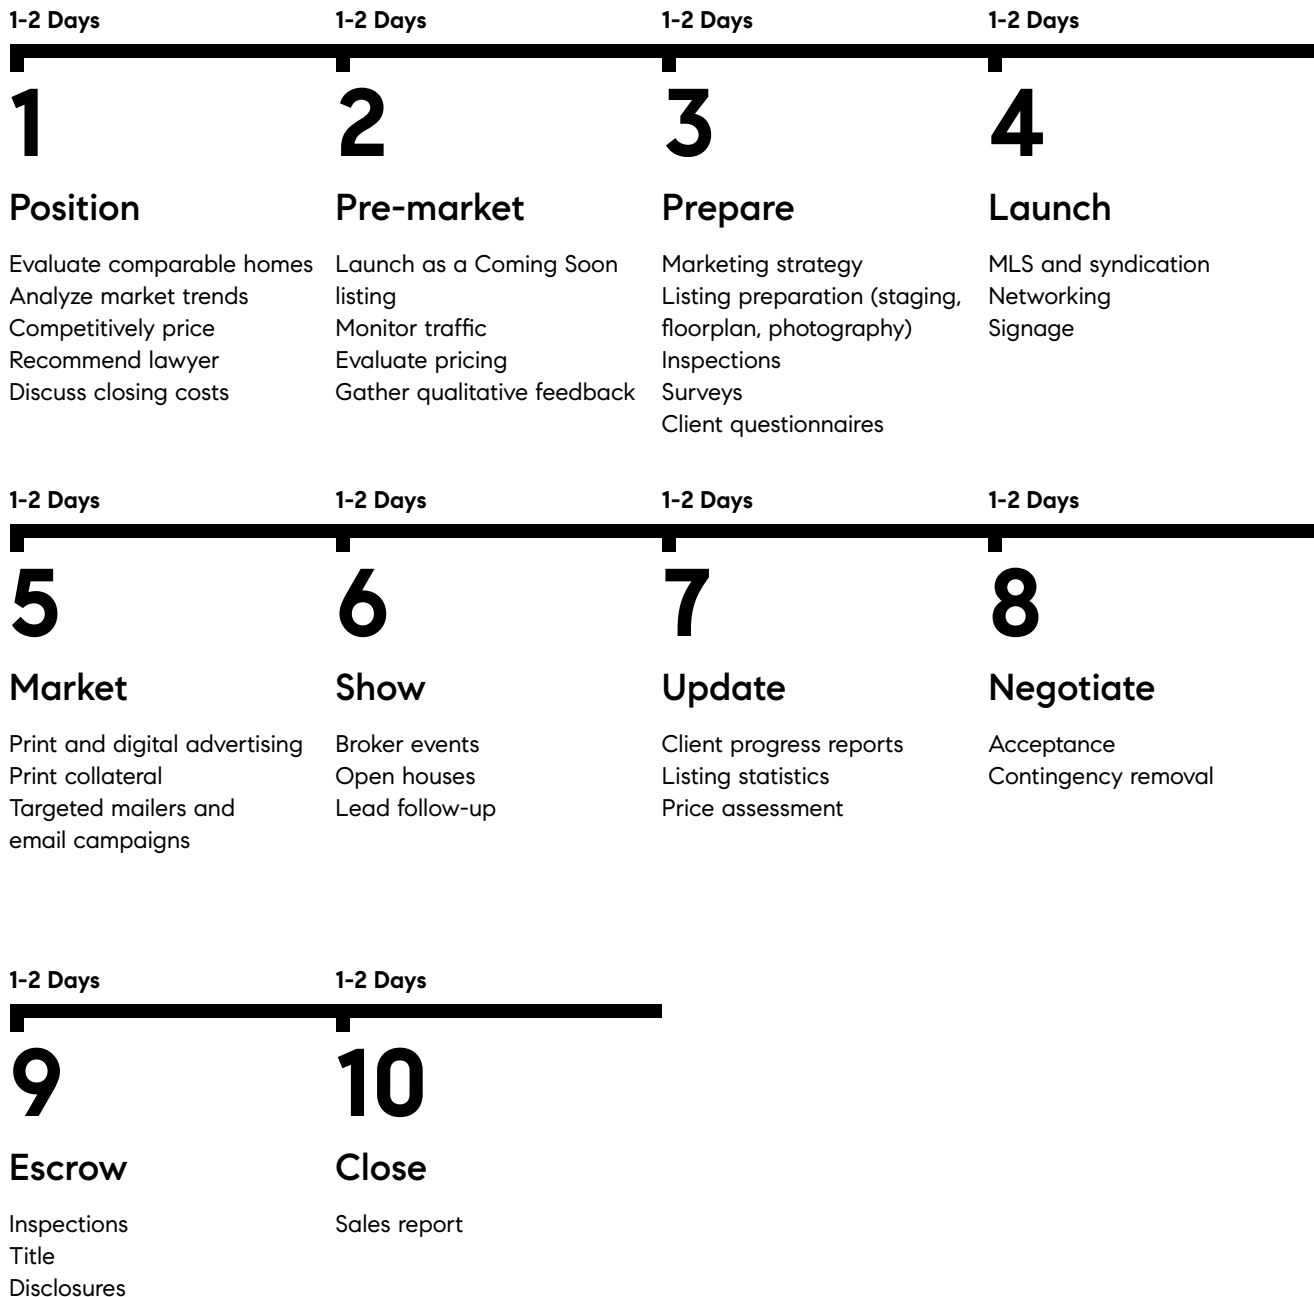 1-2 Days
1
Position
Evaluate comparable homes
Analyze market trends
Competitively price
Recommend lawyer
Discuss closing costs
1-2 Days
2
Pre-market
Launch as a Coming Soon
listing
Monitor traffic
Evaluate pricing
Gather qualitative feedback
1-2 Days
3
Prepare
Marketing strategy
Listing preparation (staging,
floorplan, photography)
Inspections
Surveys
Client questionnaires
1-2 Days
4
Launch
MLS and syndication
Networking
Signage
1-2 Days
5
Market
Print and digital advertising
Print collateral
Targeted mailers and
email campaigns
1-2 Days
6
Show
Broker events
Open houses
Lead follow-up
1-2 Days
7
Update
Client progress reports
Listing statistics
Price assessment
1-2 Days
8
Negotiate
Acceptance
Contingency removal
1-2 Days
9
Escrow
Inspections
Title
Disclosures
1-2 Days
10
Close
Sales report